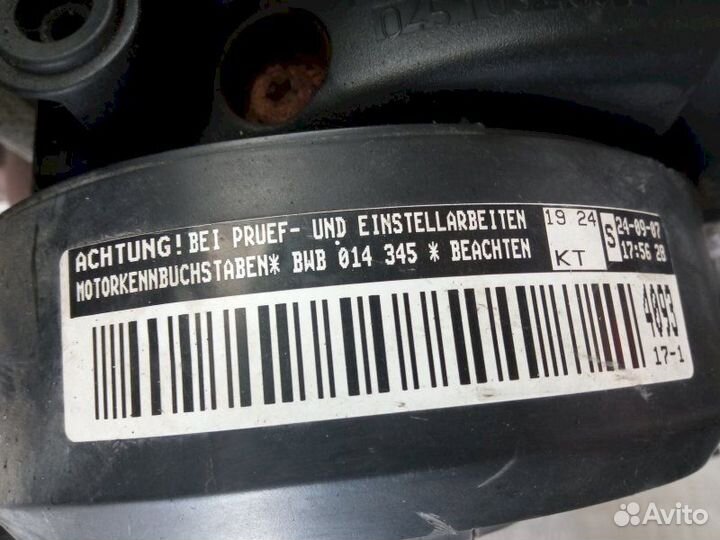 ACHTUNG! BEI PRUEF- UND EINSTELLARBEITEN
MOTORKENNBUCHSTABEN* BWB 014 345 * BEACHTEN
19 24
KT
S
24-09-07
17:56 28
4093
17-1
Avito